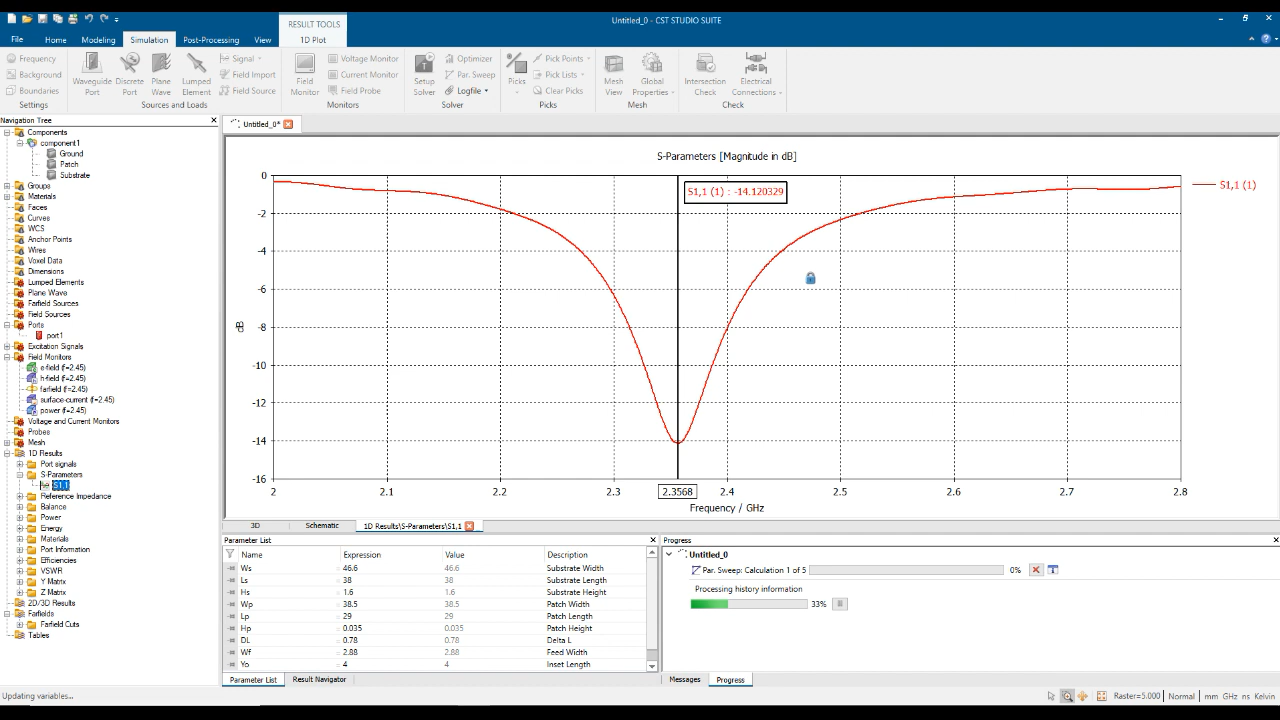 Untitled_0 - CST STUDIO SUITE
RESULT TOOLS
File Home Modeling Simulation Post-Processing View 1D Plot
Frequency
Background
Boundaries
Settings
Waveguide Port
Discrete Port
Plane Wave
Lumped Element
Signal
Field Import
Field Source
Sources and Loads
Field Monitor
Voltage Monitor
Current Monitor
Field Probe
Monitors
Setup Solver
Optimizer
Par. Sweep
Logfile
Solver
Picks
Pick Points
Pick Lists
Clear Picks
Picks
Mesh View
Global Properties
Mesh
Intersection Check
Electrical Connections
Check
Navigation Tree
Components
component1
Ground
Patch
Substrate
Groups
Materials
Faces
Curves
WCS
Anchor Points
Wires
Voxel Data
Dimensions
Lumped Elements
Plane Wave
Farfield Sources
Field Sources
Ports
port1
Excitation Signals
Field Monitors
e-field (f=2.45)
h-field (f=2.45)
farfield (f=2.45)
surface-current (f=2.45)
power (f=2.45)
Voltage and Current Monitors
Probes
Mesh
1D Results
Port signals
S-Parameters
S1,1
Reference Impedance
Balance
Power
Energy
Materials
Port Information
Efficiencies
VSWR
Y Matrix
Z Matrix
2D/3D Results
Farfields
Farfield Cuts
Tables
Untitled_0*
S-Parameters [Magnitude in dB]
S1,1 (1) : -14.120329
S1,1 (1)
0
-2
-4
-6
-8
-10
-12
-14
-16
dB
2 2.1 2.2 2.3 2.3568 2.4 2.5 2.6 2.7 2.8
Frequency / GHz
3D Schematic 1D Results\S-Parameters\S1,1
Parameter List
Name Expression Value Description
Ws = 46.6 46.6 Substrate Width
Ls = 38 38 Substrate Length
Hs = 1.6 1.6 Substrate Height
Wp = 38.5 38.5 Patch Width
Lp = 29 29 Patch Length
Hp = 0.035 0.035 Patch Height
DL = 0.78 0.78 Delta L
Wf = 2.88 2.88 Feed Width
Yo = 4 4 Inset Length
Parameter List Result Navigator
Progress
Untitled_0
Par. Sweep: Calculation 1 of 5 0%
Processing history information
33%
Messages Progress
Updating variables...
Raster=5.000 Normal mm GHz ns Kelvin